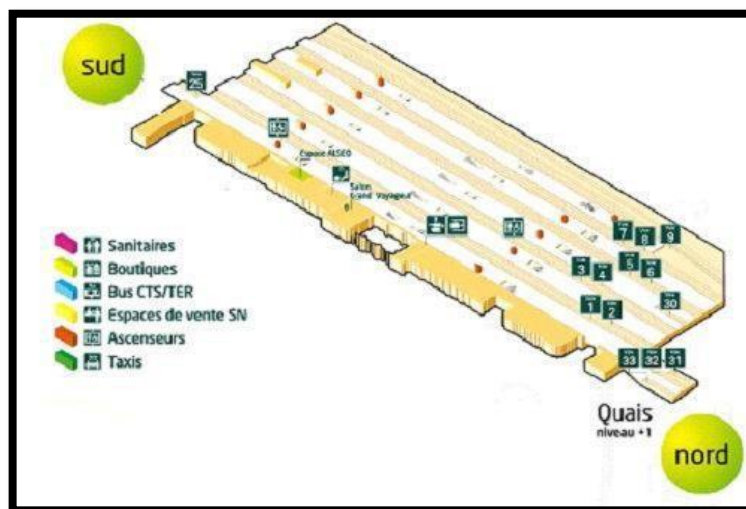 sud
25
Espace ALSEO
Salon
Grand Voyageur
7
8
9
3
4
5
6
1
2
30
33
32
31
Sanitaires
Boutiques
Bus CTS/TER
Espaces de vente SN
Ascenseurs
Taxis
Quais
niveau +1
nord